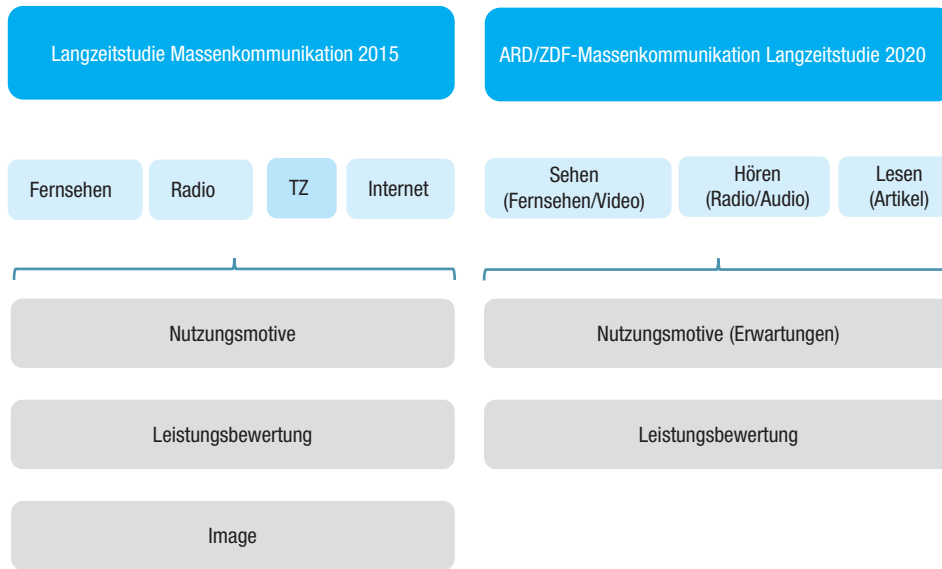 Langzeitstudie Massenkommunikation 2015
Fernsehen
Radio
TZ
Internet
Nutzungsmotive
Leistungsbewertung
Image
ARD/ZDF-Massenkommunikation Langzeitstudie 2020
Sehen
(Fernsehen/Video)
Hören
(Radio/Audio)
Lesen
(Artikel)
Nutzungsmotive (Erwartungen)
Leistungsbewertung